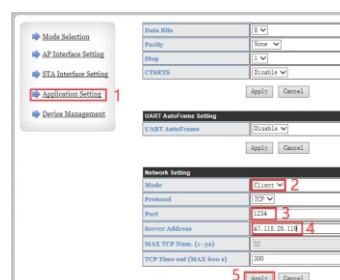 Mode Selection
AP Interface Setting
STA Interface Setting
Application Setting 1
Device Management
Data Bits 8
Parity None
Stop 1
CTSRTS Disable
Apply Cancel
UART AutoFrame Setting
UART AutoFrame Disable
Apply Cancel
Network Setting
Mode Client 2
Protocol TCP
Port 1234 3
Server Address 47.115.28.119 4
MAX TCP Num. (1~32) 32
TCP Time out (MAX 600 s) 300
5 Apply Cancel